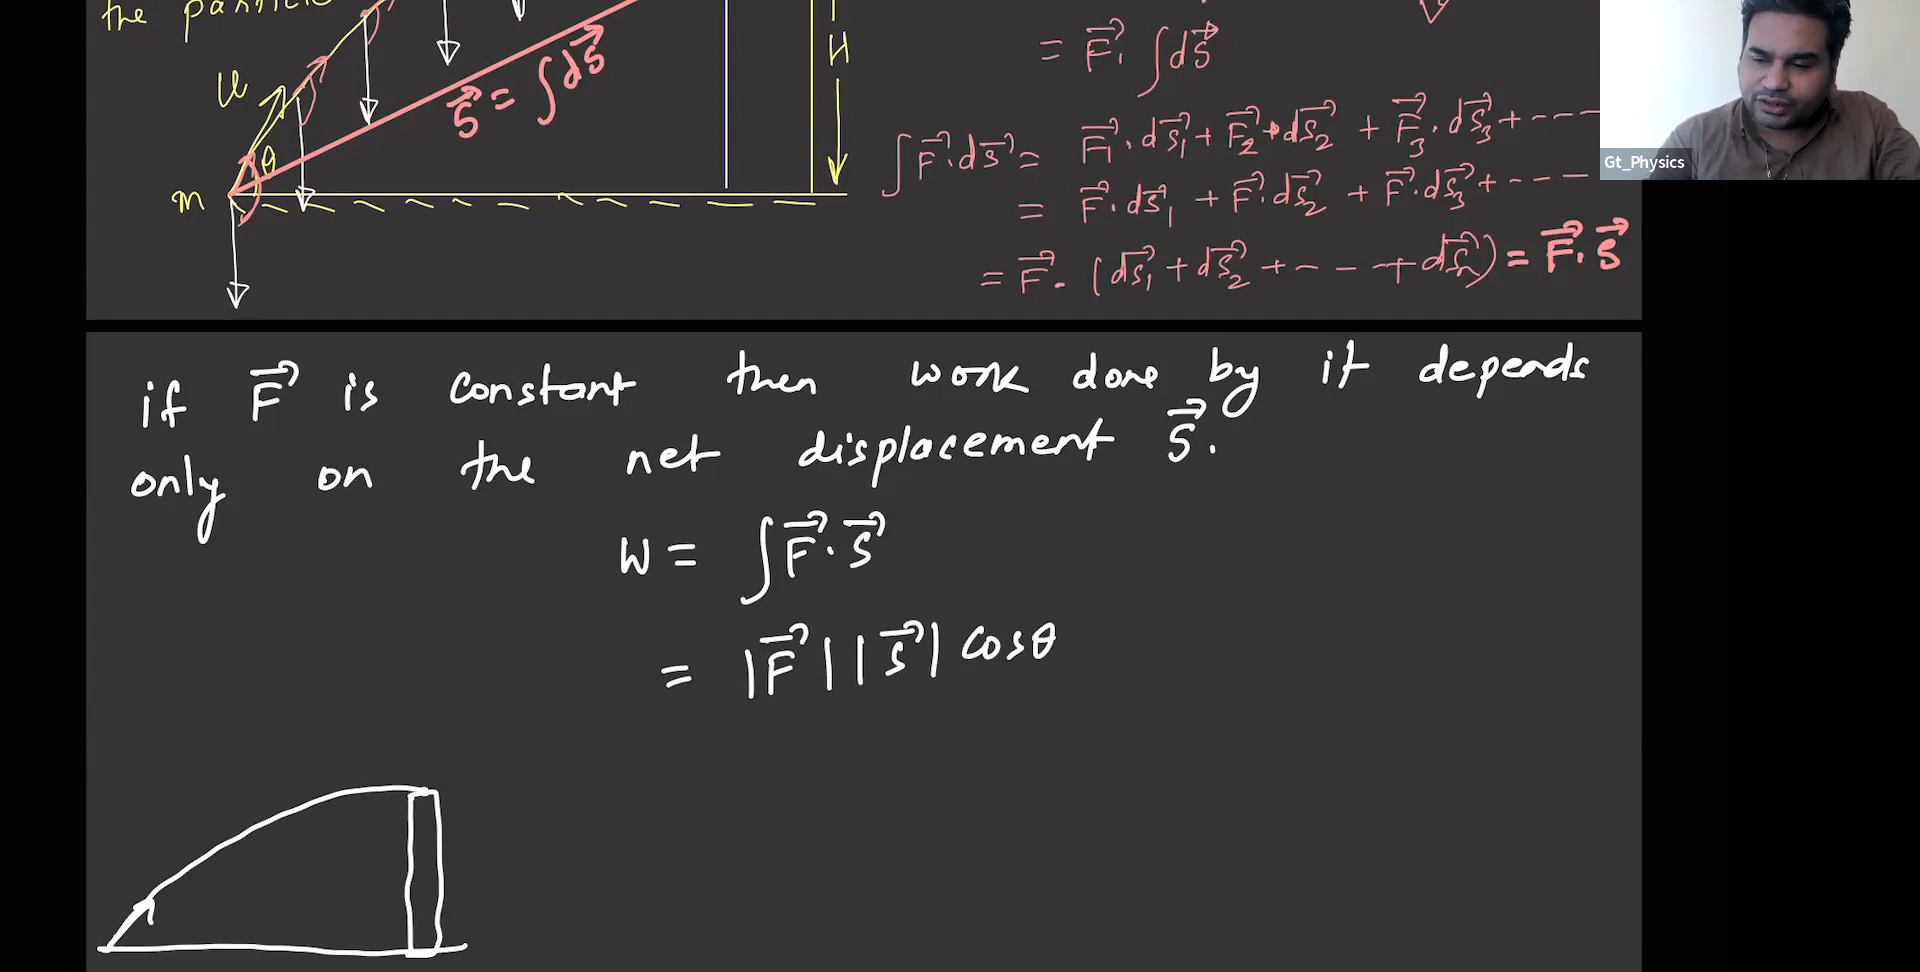 the particle
u
θ
m
S⃗ = ∫dS⃗
H
= F⃗. ∫dS⃗
∫F⃗.dS⃗ = F⃗₁.dS⃗₁ + F⃗₂.dS⃗₂ + F⃗₃.dS⃗₃ + ----
= F⃗.dS⃗₁ + F⃗.dS⃗₂ + F⃗.dS⃗₃ + ----
= F⃗. (dS⃗₁ + dS⃗₂ + --- + dS⃗ₙ) = F⃗.S⃗
Gt_Physics
if F⃗ is constant then work done by it depends
only on the net displacement S⃗.
W = ∫F⃗.S⃗
= |F⃗||S⃗| cosθ